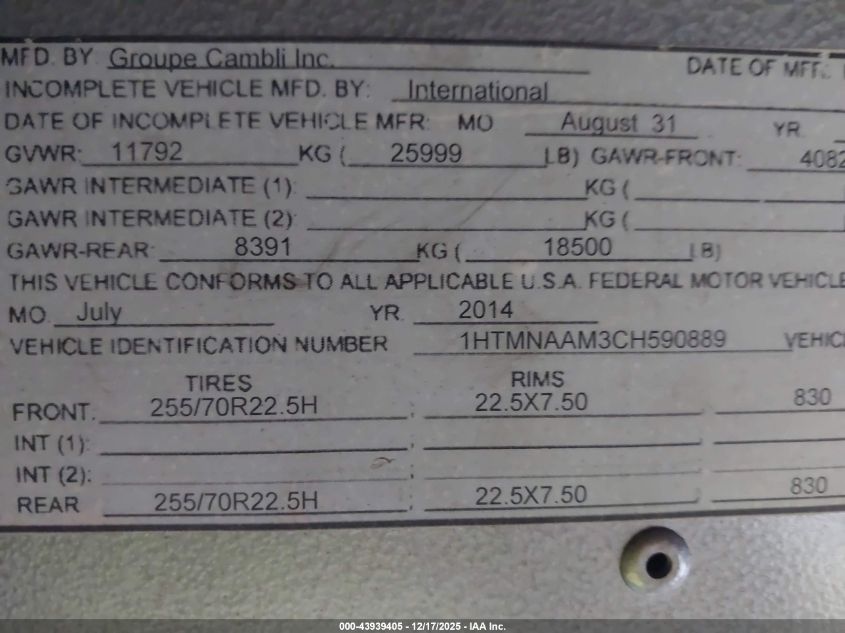 MFD. BY Groupe Cambli Inc. DATE OF MFR:
INCOMPLETE VEHICLE MFD. BY: International
DATE OF INCOMPLETE VEHICLE MFR: MO August 31 YR.
GVWR: 11792 KG ( 25999 LB) GAWR-FRONT: 4082
GAWR INTERMEDIATE (1): KG (
GAWR INTERMEDIATE (2): KG (
GAWR-REAR: 8391 KG ( 18500 LB)
THIS VEHICLE CONFORMS TO ALL APPLICABLE U.S.A. FEDERAL MOTOR VEHICLE
MO. July YR. 2014
VEHICLE IDENTIFICATION NUMBER 1HTMNAAM3CH590889 VEHIC
TIRES RIMS
FRONT: 255/70R22.5H ; 22.5X7.50 830
INT (1): ;
INT (2): ;
REAR 255/70R22.5H ; 22.5X7.50 830
000-43939405 - 12/17/2025 - IAA Inc.